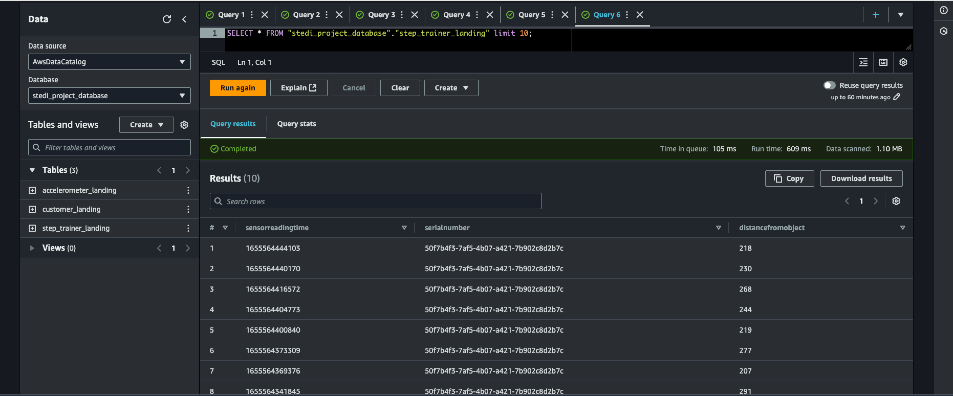 Data
Data source
AwsDataCatalog
Database
stedi_project_database
Tables and views
Create
Filter tables and views
Tables (3)
1
accelerometer_landing
customer_landing
step_trainer_landing
Views (0)
1
Query 1
Query 2
Query 3
Query 4
Query 5
Query 6
1 SELECT * FROM "stedi_project_database"."step_trainer_landing" limit 10;
SQL Ln 1, Col 1
Run again
Explain
Cancel
Clear
Create
Reuse query results
up to 60 minutes ago
Query results
Query stats
Completed
Time in queue: 105 ms
Run time: 609 ms
Data scanned: 1.10 MB
Results (10)
Copy
Download results
Search rows
1
# sensorreadingtime serialnumber distancefromobject
1 1655564444103 50f7b4f3-7af5-4b07-a421-7b902c8d2b7c 218
2 1655564440170 50f7b4f3-7af5-4b07-a421-7b902c8d2b7c 230
3 1655564416572 50f7b4f3-7af5-4b07-a421-7b902c8d2b7c 268
4 1655564404773 50f7b4f3-7af5-4b07-a421-7b902c8d2b7c 244
5 1655564400840 50f7b4f3-7af5-4b07-a421-7b902c8d2b7c 219
6 1655564373309 50f7b4f3-7af5-4b07-a421-7b902c8d2b7c 277
7 1655564369376 50f7b4f3-7af5-4b07-a421-7b902c8d2b7c 207
8 1655564341845 50f7b4f3-7af5-4b07-a421-7b902c8d2b7c 291